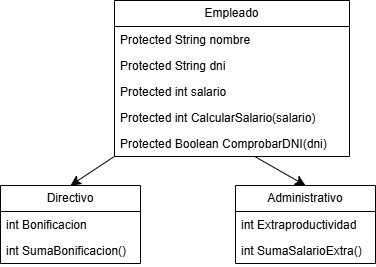 Empleado
Protected String nombre
Protected String dni
Protected int salario
Protected int CalcularSalario(salario)
Protected Boolean ComprobarDNI(dni)
Directivo
int Bonificacion
int SumaBonificacion()
Administrativo
int Extraproductividad
int SumaSalarioExtra()